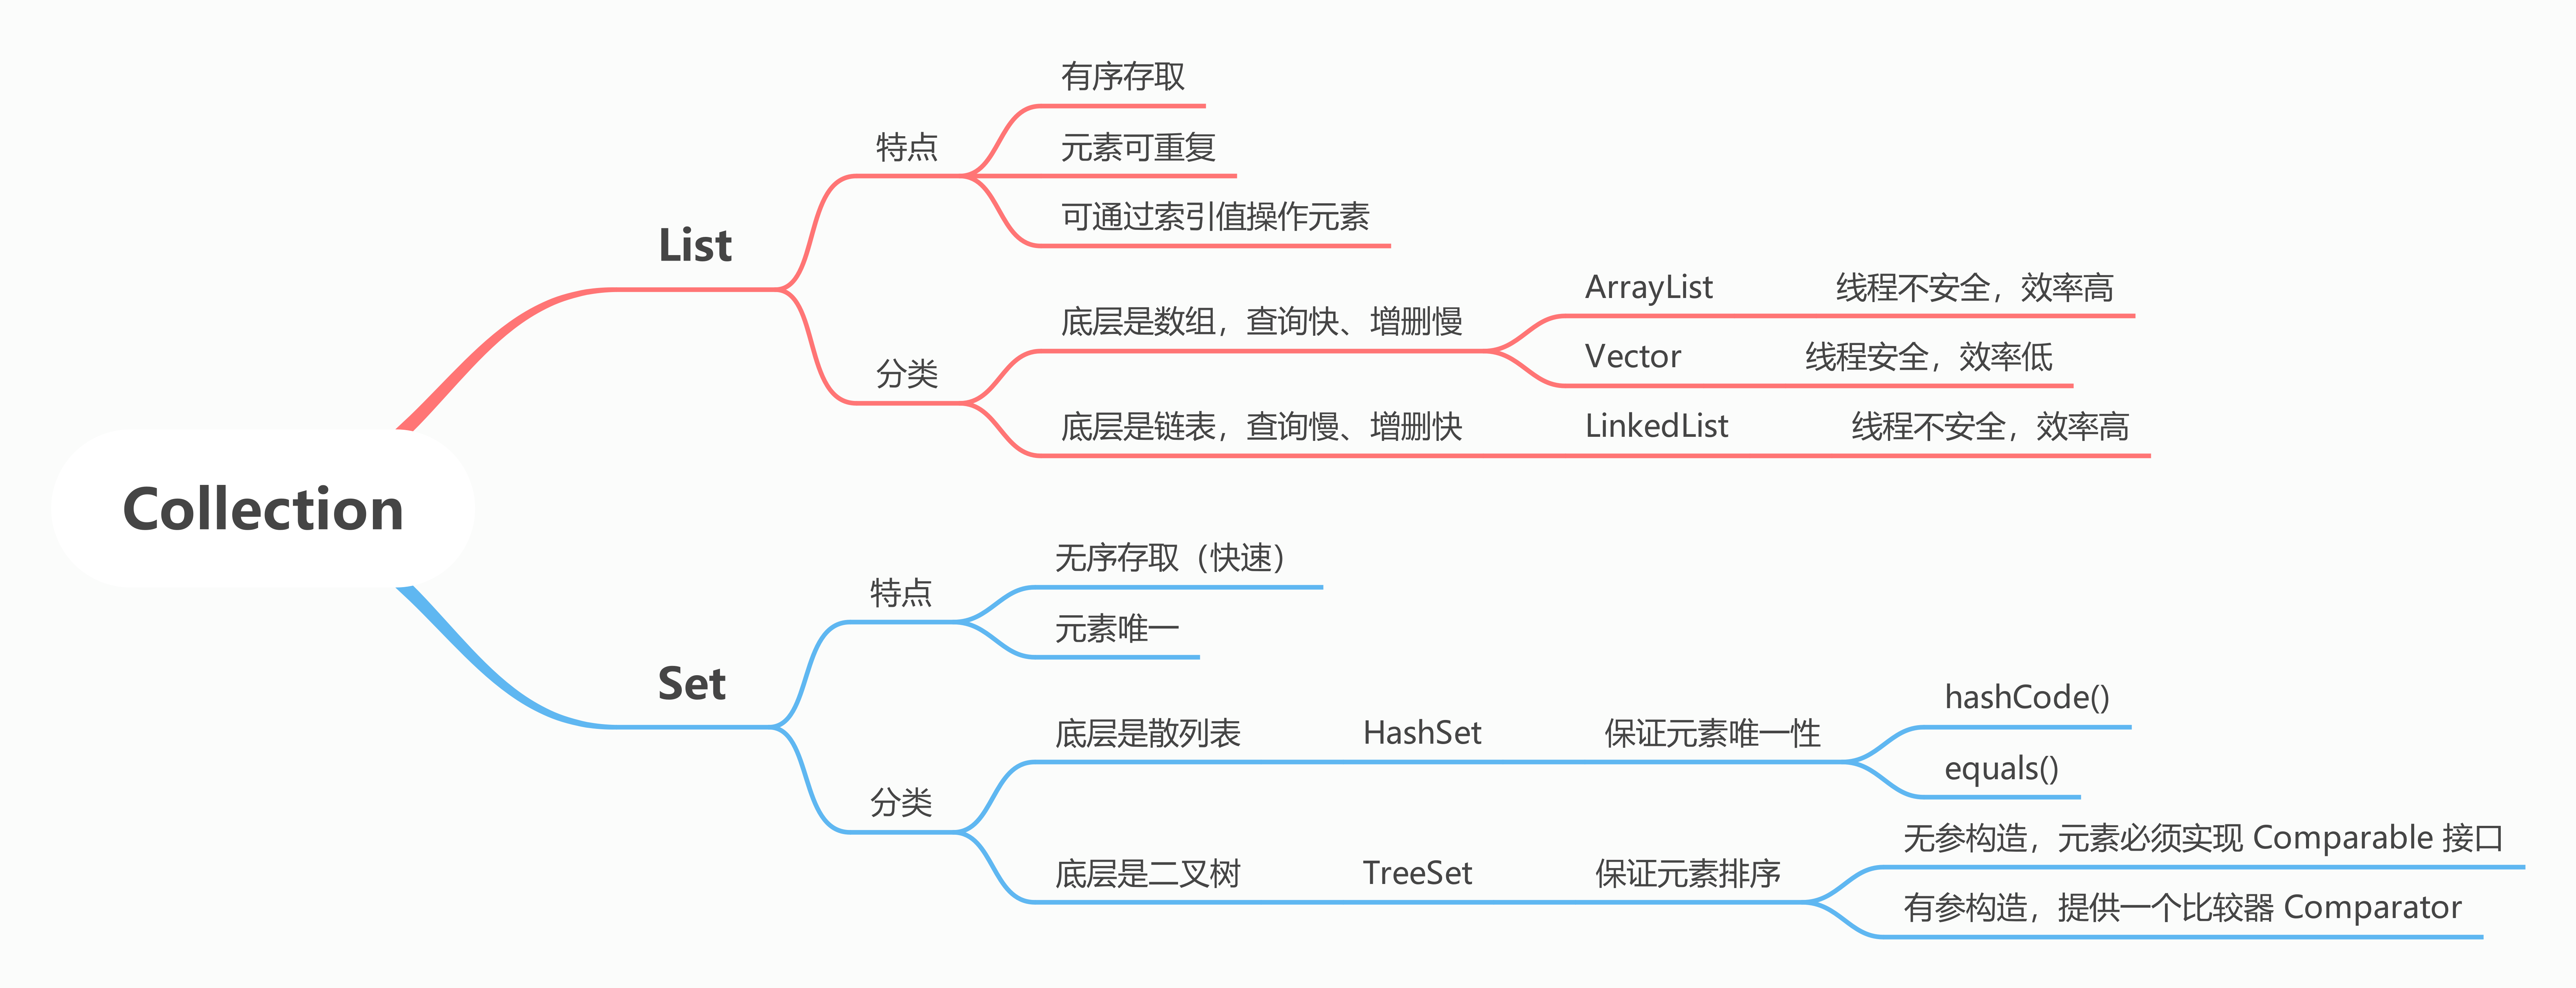 Collection
List
特点
有序存取
元素可重复
可通过索引值操作元素
分类
底层是数组，查询快、增删慢
ArrayList 线程不安全，效率高
Vector 线程安全，效率低
底层是链表，查询慢、增删快 LinkedList 线程不安全，效率高
Set
特点
无序存取（快速）
元素唯一
分类
底层是散列表 HashSet 保证元素唯一性
hashCode()
equals()
底层是二叉树 TreeSet 保证元素排序
无参构造，元素必须实现 Comparable 接口
有参构造，提供一个比较器 Comparator